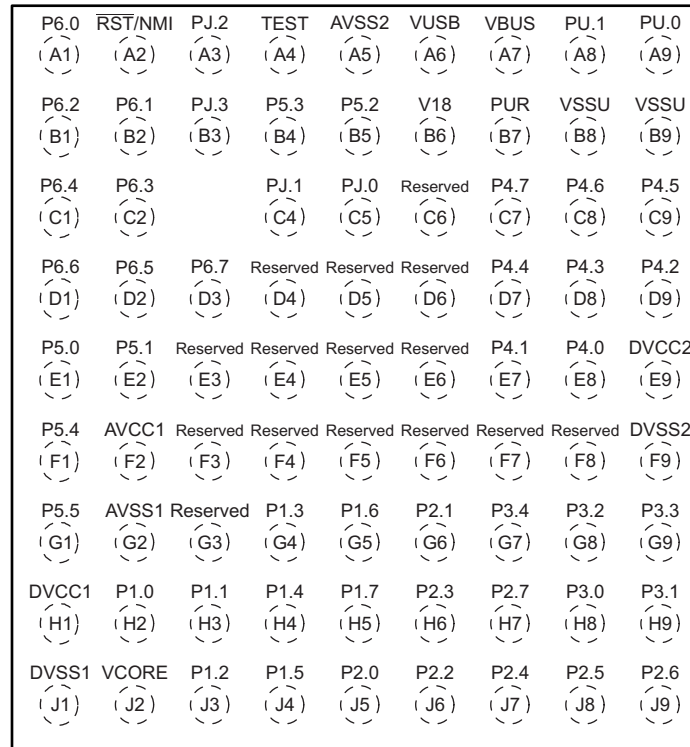 P6.0 RST/NMI PJ.2 TEST AVSS2 VUSB VBUS PU.1 PU.0
A1 A2 A3 A4 A5 A6 A7 A8 A9
P6.2 P6.1 PJ.3 P5.3 P5.2 V18 PUR VSSU VSSU
B1 B2 B3 B4 B5 B6 B7 B8 B9
P6.4 P6.3 PJ.1 PJ.0 Reserved P4.7 P4.6 P4.5
C1 C2 C4 C5 C6 C7 C8 C9
P6.6 P6.5 P6.7 Reserved Reserved Reserved P4.4 P4.3 P4.2
D1 D2 D3 D4 D5 D6 D7 D8 D9
P5.0 P5.1 Reserved Reserved Reserved Reserved P4.1 P4.0 DVCC2
E1 E2 E3 E4 E5 E6 E7 E8 E9
P5.4 AVCC1 Reserved Reserved Reserved Reserved Reserved Reserved DVSS2
F1 F2 F3 F4 F5 F6 F7 F8 F9
P5.5 AVSS1 Reserved P1.3 P1.6 P2.1 P3.4 P3.2 P3.3
G1 G2 G3 G4 G5 G6 G7 G8 G9
DVCC1 P1.0 P1.1 P1.4 P1.7 P2.3 P2.7 P3.0 P3.1
H1 H2 H3 H4 H5 H6 H7 H8 H9
DVSS1 VCORE P1.2 P1.5 P2.0 P2.2 P2.4 P2.5 P2.6
J1 J2 J3 J4 J5 J6 J7 J8 J9